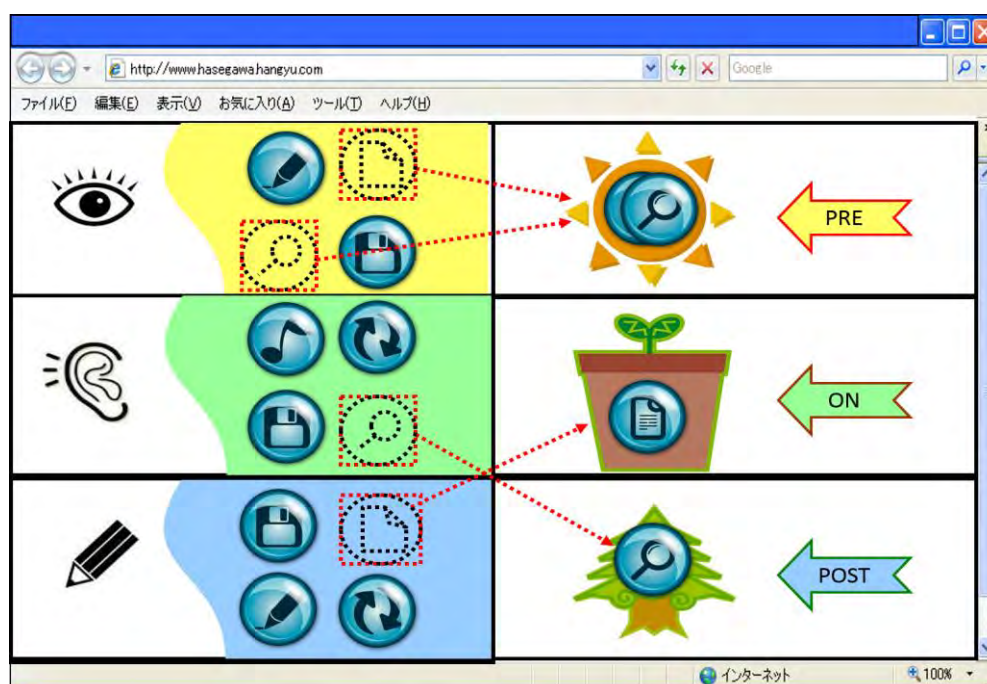 http://www.hasegawa.hangyu.com
Google
ファイル(F) 編集(E) 表示(V) お気に入り(A) ツール(T) ヘルプ(H)
PRE
ON
POST
インターネット
100%